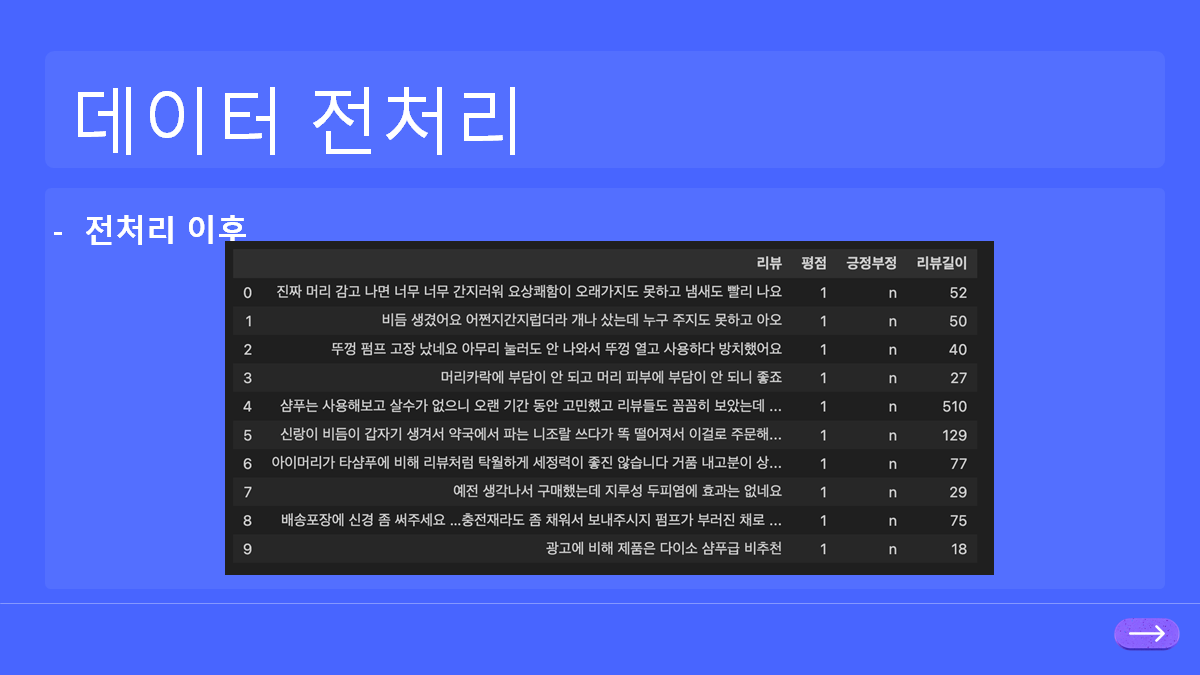 데이터 전처리
- 전처리 이후
리뷰 평점 긍정부정 리뷰길이
0 진짜 머리 감고 나면 너무 너무 간지러워 요상쾌함이 오래가지도 못하고 냄새도 빨리 나요 1 n 52
1 비듬 생겼어요 어쩐지간지럽더라 개나 샀는데 누구 주지도 못하고 아오 1 n 50
2 뚜껑 펌프 고장 났네요 아무리 눌러도 안 나와서 뚜껑 열고 사용하다 방치했어요 1 n 40
3 머리카락에 부담이 안 되고 머리 피부에 부담이 안 되니 좋죠 1 n 27
4 샴푸는 사용해보고 살수가 없으니 오랜 기간 동안 고민했고 리뷰들도 꼼꼼히 보았는데 ... 1 n 510
5 신랑이 비듬이 갑자기 생겨서 약국에서 파는 니조랄 쓰다가 똑 떨어져서 이걸로 주문해... 1 n 129
6 아이머리가 타샴푸에 비해 리뷰처럼 탁월하게 세정력이 좋진 않습니다 거품 내고분이 상... 1 n 77
7 예전 생각나서 구매했는데 지루성 두피염에 효과는 없네요 1 n 29
8 배송포장에 신경 좀 써주세요 ...충전재라도 좀 채워서 보내주시지 펌프가 부러진 채로 ... 1 n 75
9 광고에 비해 제품은 다이소 샴푸급 비추천 1 n 18